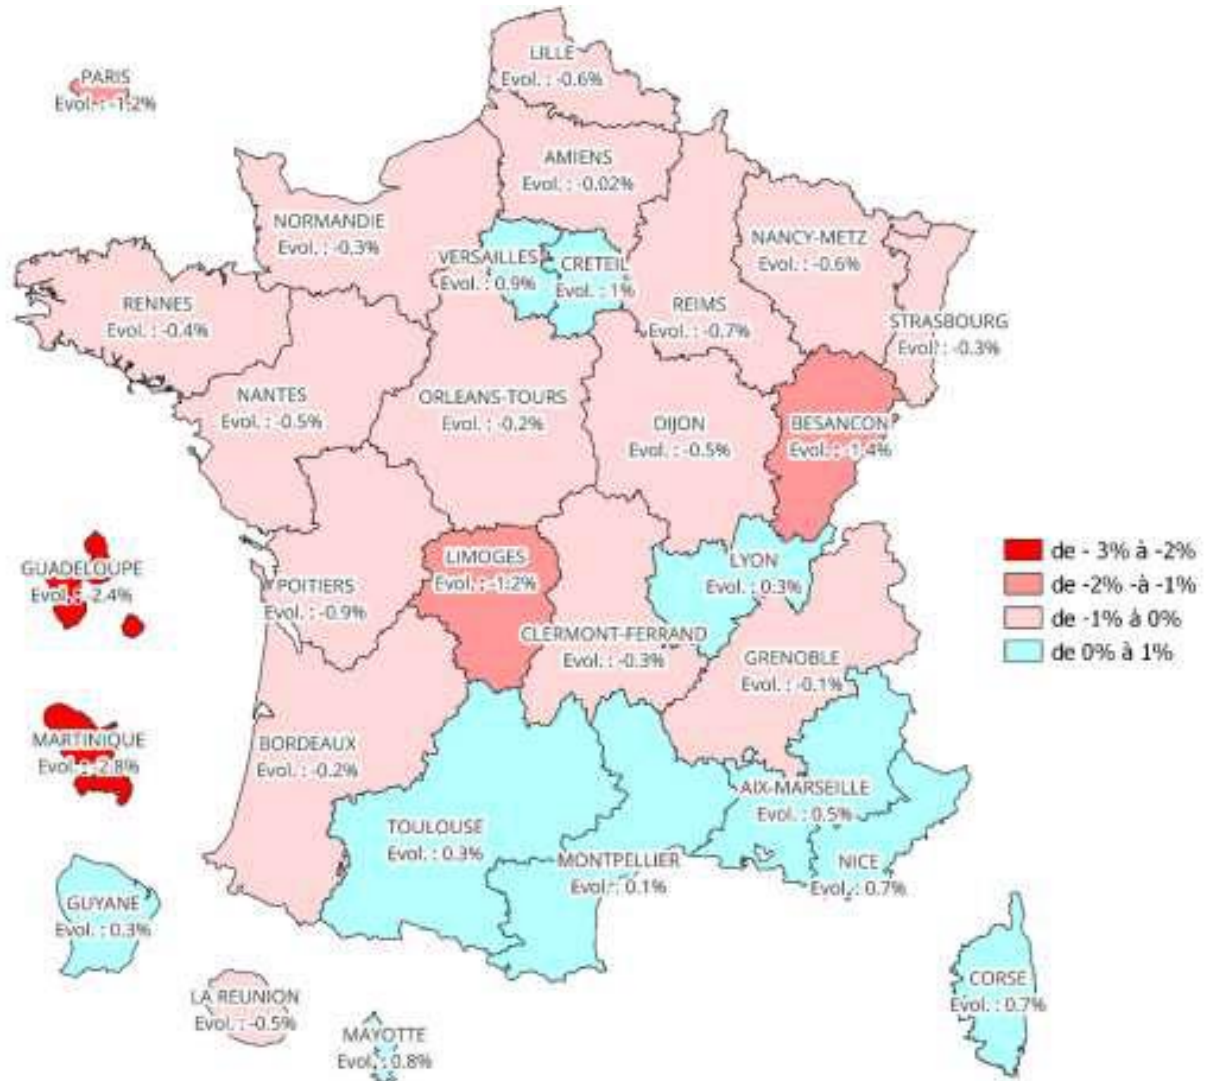 LILLE
Evol. : -0.6%
PARIS
Evol. : -1.2%
AMIENS
Evol. : -0.02%
NORMANDIE
Evol. : -0.3%
NANCY-METZ
Evol. : -0.6%
VERSAILLES
Evol. : 0.9%
CRETEIL
Evol. : 1%
RENNES
Evol. : -0.4%
REIMS
Evol. : -0.7%
STRASBOURG
Evol. : -0.3%
NANTES
Evol. : -0.5%
ORLEANS-TOURS
Evol. : -0.2%
DIJON
Evol. : -0.5%
BESANCON
Evol. : -1.4%
GUADELOUPE
Evol. : -2.4%
POITIERS
Evol. : -0.9%
LIMOGES
Evol. : -1.2%
LYON
Evol. : 0.3%
de - 3% à -2%
de -2% -à -1%
de -1% à 0%
de 0% à 1%
CLERMONT-FERRAND
Evol. : -0.3%
GRENOBLE
Evol. : -0.1%
MARTINIQUE
Evol. : -2.8%
BORDEAUX
Evol. : -0.2%
AIX-MARSEILLE
Evol. : 0.5%
TOULOUSE
Evol. : 0.3%
MONTPELLIER
Evol. : 0.1%
NICE
Evol. : 0.7%
GUYANE
Evol. : 0.3%
LA REUNION
Evol. : -0.5%
MAYOTTE
Evol. : 0.8%
CORSE
Evol. : 0.7%